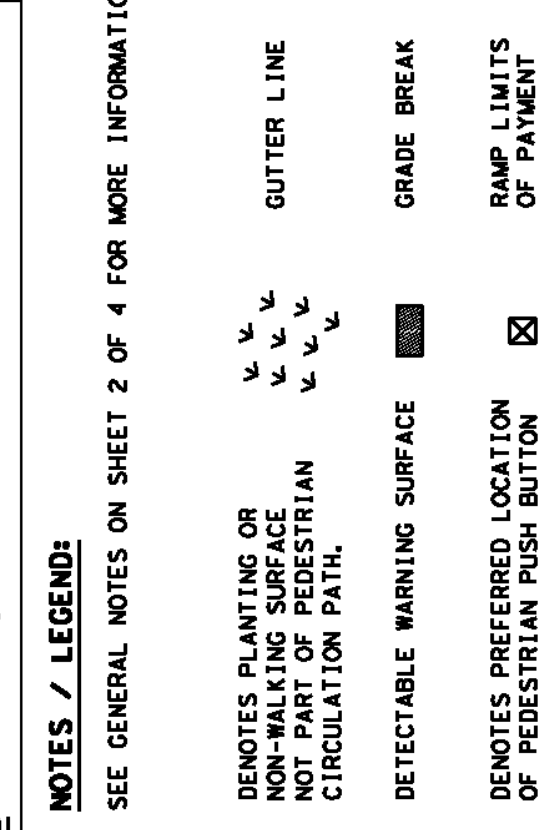 NOTES / LEGEND:
SEE GENERAL NOTES ON SHEET 2 OF 4 FOR MORE
DENOTES PLANTING OR
NON-WALKING SURFACE
NOT PART OF PEDESTRIAN
CIRCULATION PATH.
GUTTER LINE
DETECTABLE WARNING SURFACE
GRADE BREAK
DENOTES PREFERRED LOCATION
OF PEDESTRIAN PUSH BUTTON
RAMP LIMITS
OF PAYMENT